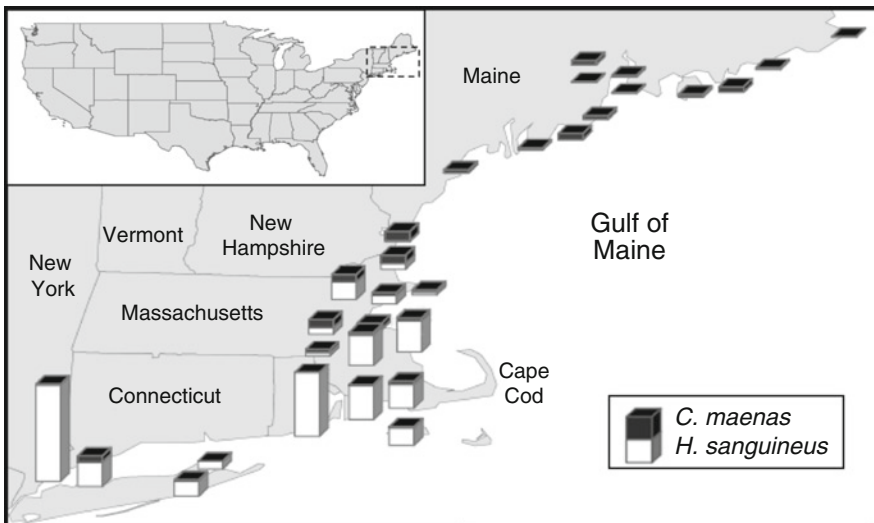 Maine
Gulf of
Maine
New
Hampshire
Vermont
New
York
Massachusetts
Connecticut
Cape
Cod
C. maenas
H. sanguineus